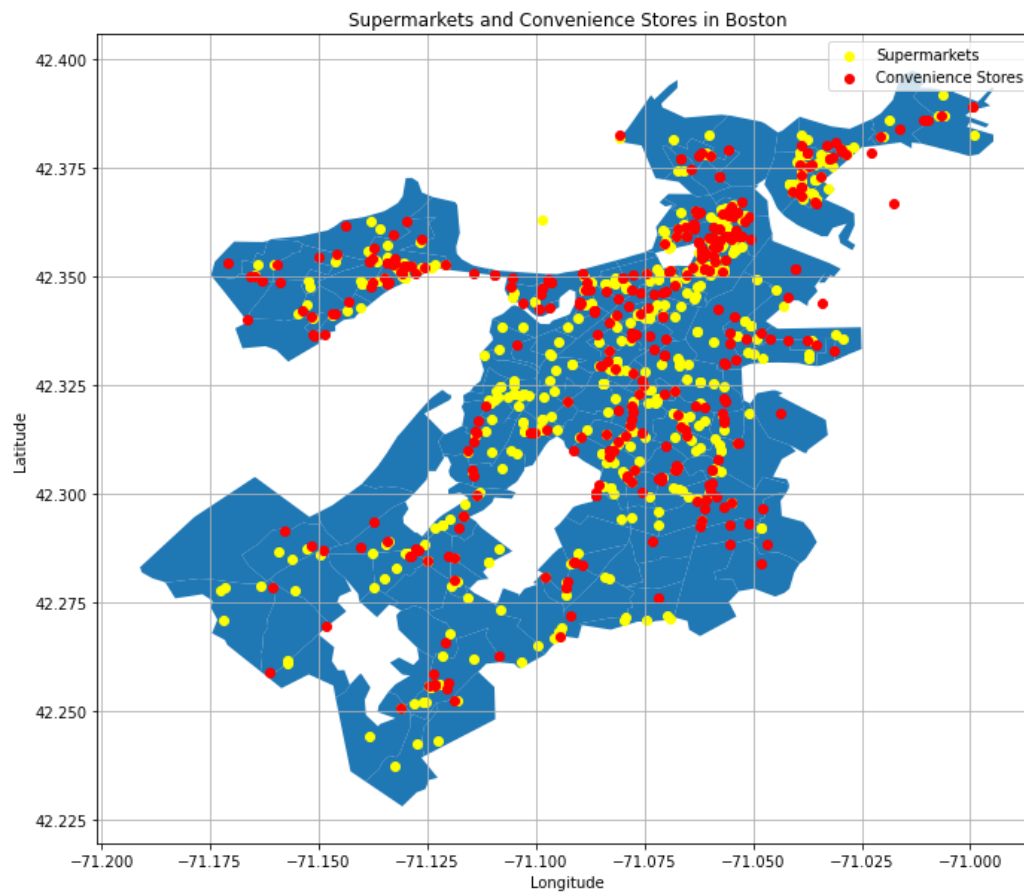 Supermarkets and Convenience Stores in Boston
Supermarkets
Convenience Stores
42.400
42.375
42.350
42.325
42.300
42.275
42.250
42.225
Latitude
−71.200 −71.175 −71.150 −71.125 −71.100 −71.075 −71.050 −71.025 −71.000
Longitude